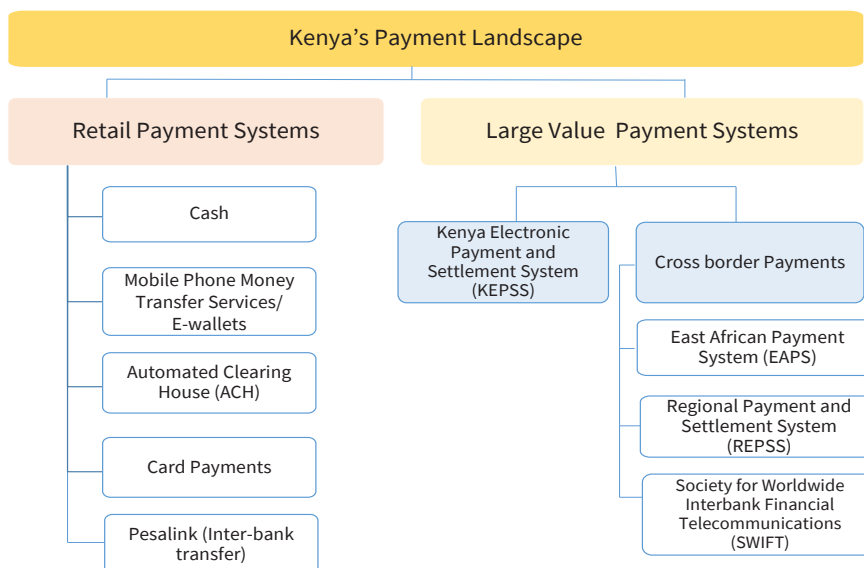 Kenya’s Payment Landscape
Retail Payment Systems
Cash
Mobile Phone Money
Transfer Services/
E-wallets
Automated Clearing
House (ACH)
Card Payments
Pesalink (Inter-bank
transfer)
Large Value Payment Systems
Kenya Electronic
Payment and
Settlement System
(KEPSS)
Cross border Payments
East African Payment
System (EAPS)
Regional Payment and
Settlement System
(REPSS)
Society for Worldwide
Interbank Financial
Telecommunications
(SWIFT)